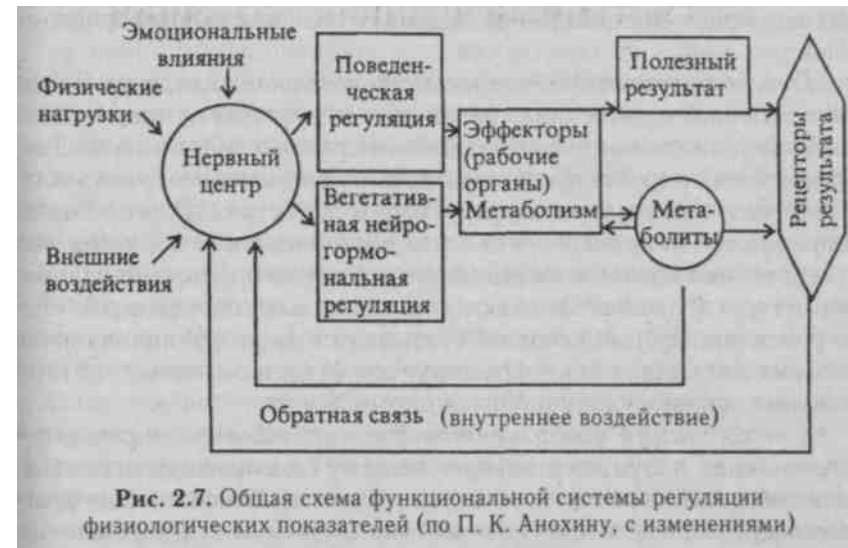 Эмоциональные
влияния
Физические
нагрузки
Внешние
воздействия
Нервный
центр
Поведен-
ческая
регуляция
Вегетатив-
ная нейро-
гормо-
нальная
регуляция
Эффекторы
(рабочие
органы)
Метаболизм
Полезный
результат
Мета-
болиты
Рецепторы
результата
Обратная связь (внутреннее воздействие)
Рис. 2.7. Общая схема функциональной системы регуляции
физиологических показателей (по П. К. Анохину, с изменениями)